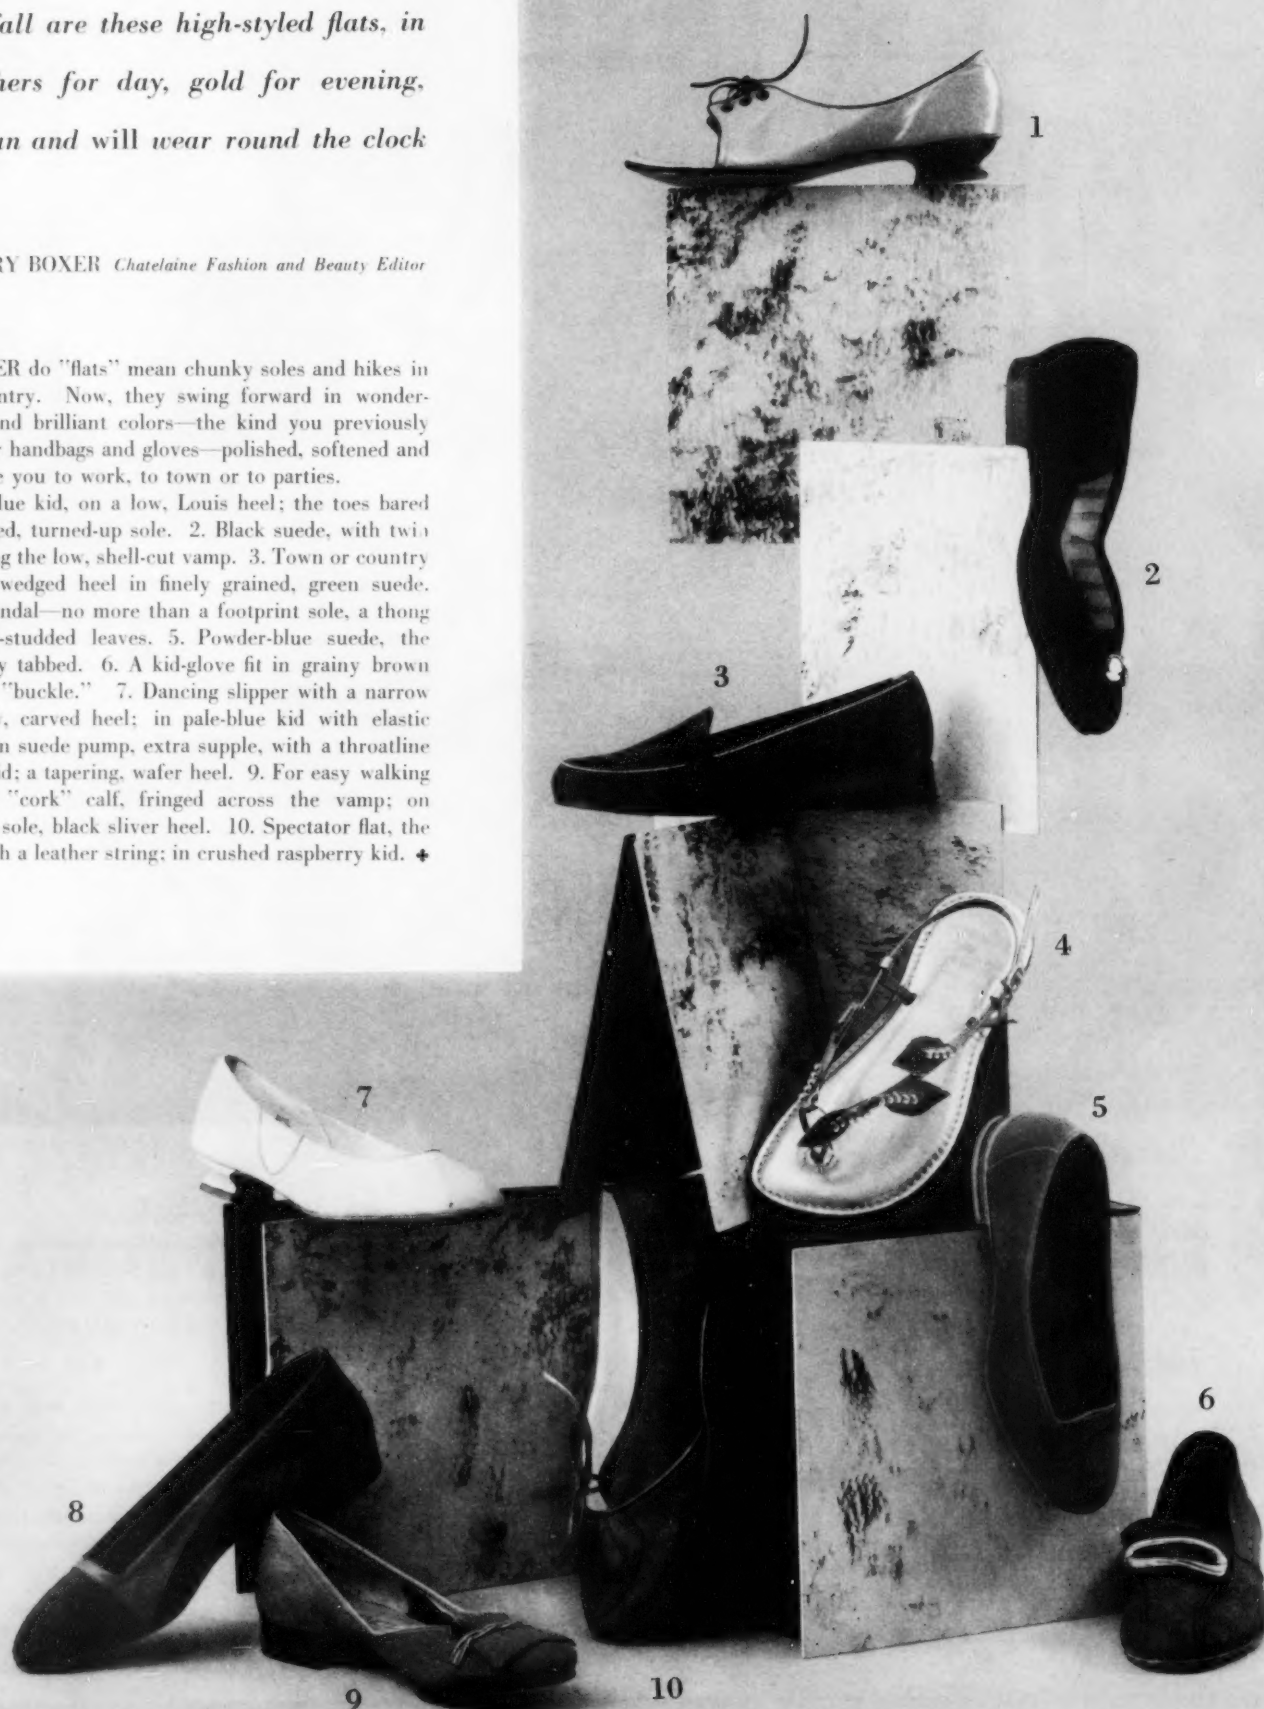 fall are these high-styled flats, in
hers for day, gold for evening,
an and will wear round the clock
RY BOXER Chatelaine Fashion and Beauty Editor
ER do "flats" mean chunky soles and hikes in
ntry. Now, they swing forward in wonder-
nd brilliant colors—the kind you previously
r handbags and gloves—polished, softened and
e you to work, to town or to parties.
lue kid, on a low, Louis heel; the toes bared
ed, turned-up sole. 2. Black suede, with twin
g the low, shell-cut vamp. 3. Town or country
wedged heel in finely grained, green suede.
ndal—no more than a footprint sole, a thong
-studded leaves. 5. Powder-blue suede, the
y tabbed. 6. A kid-glove fit in grainy brown
"buckle." 7. Dancing slipper with a narrow
, carved heel; in pale-blue kid with elastic
n suede pump, extra supple, with a throatline
d; a tapering, wafer heel. 9. For easy walking
"cork" calf, fringed across the vamp; on
sole, black sliver heel. 10. Spectator flat, the
h a leather string; in crushed raspberry kid.
1
2
3
4
7
5
6
8
9
10